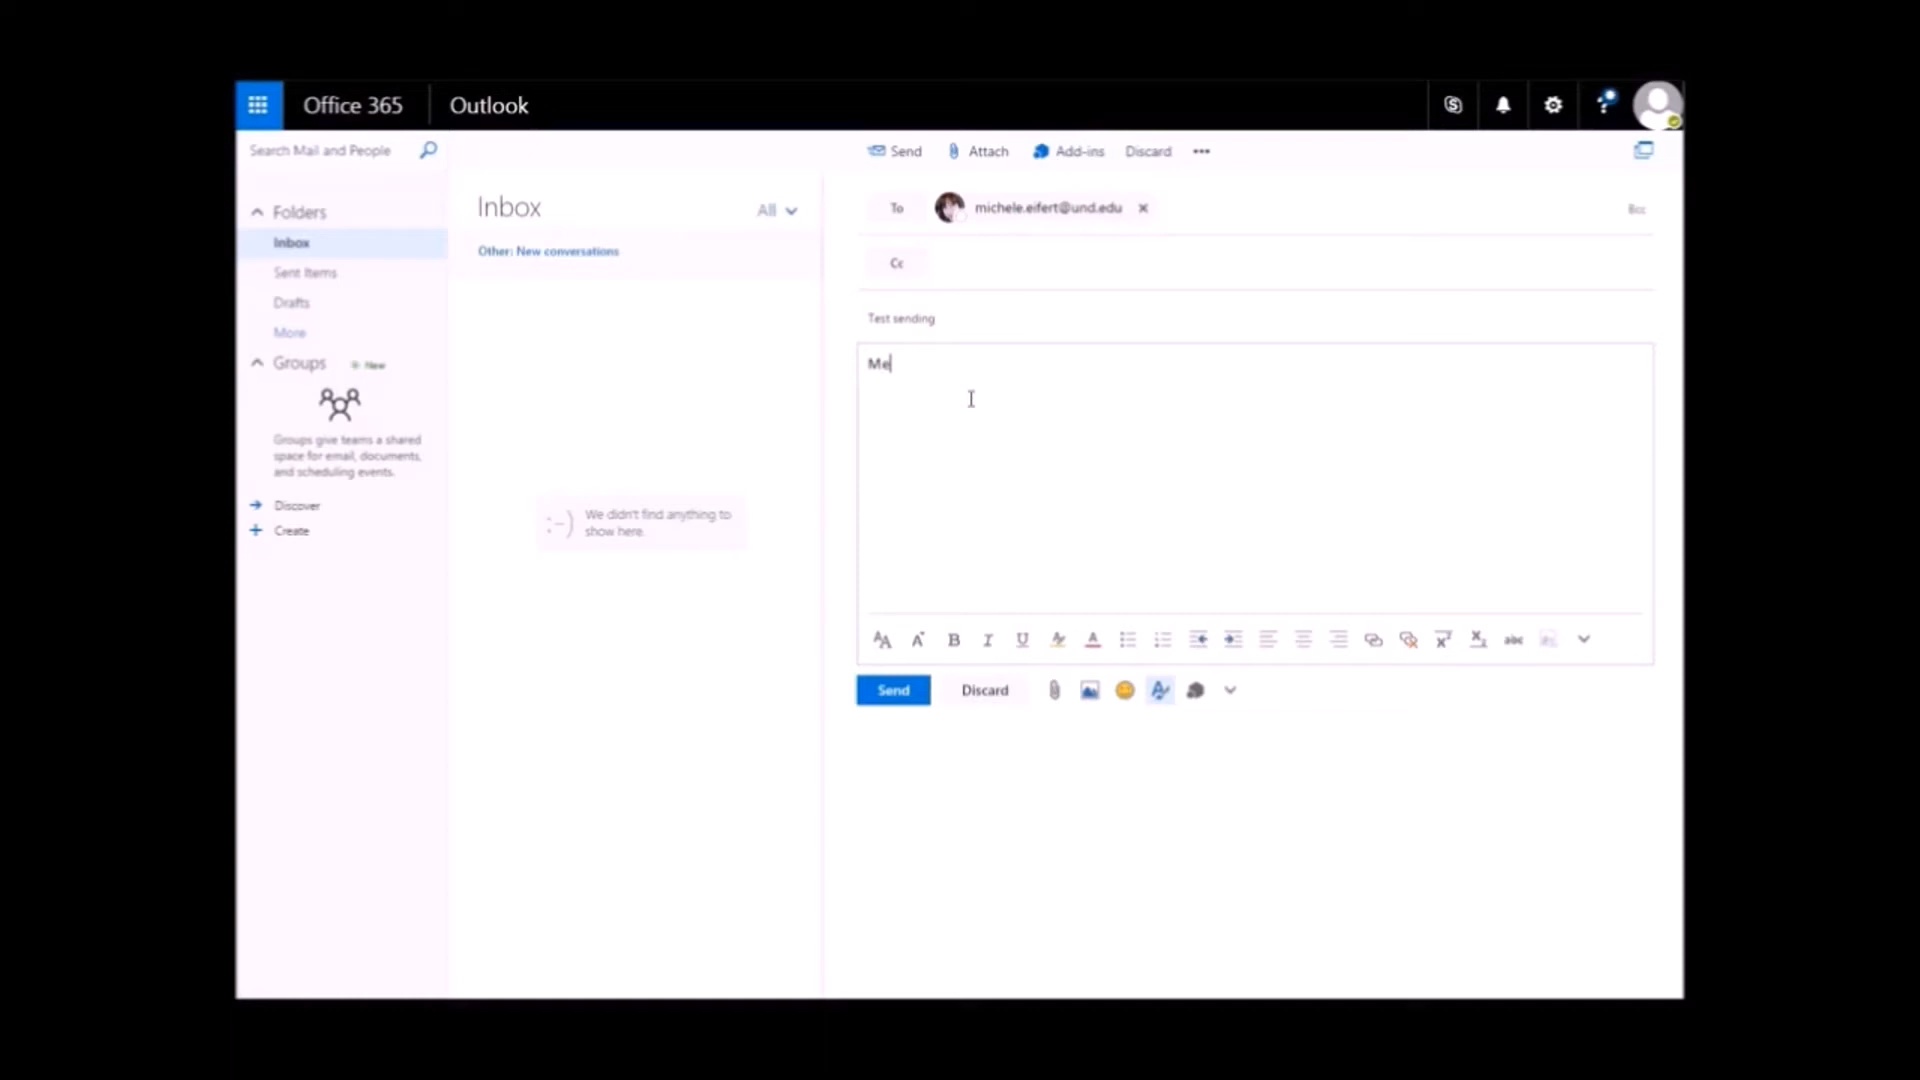 Office 365
Outlook
Search Mail and People
Send
Attach
Add-ins
Discard
Folders
Inbox
Sent Items
Drafts
More
Groups
New
Groups give teams a shared
space for email, documents,
and scheduling events.
Discover
Create
Inbox
All
Other: New conversations
We didn't find anything to
show here.
To
michele.eifert@und.edu
Bcc
Cc
Test sending
Me
Send
Discard